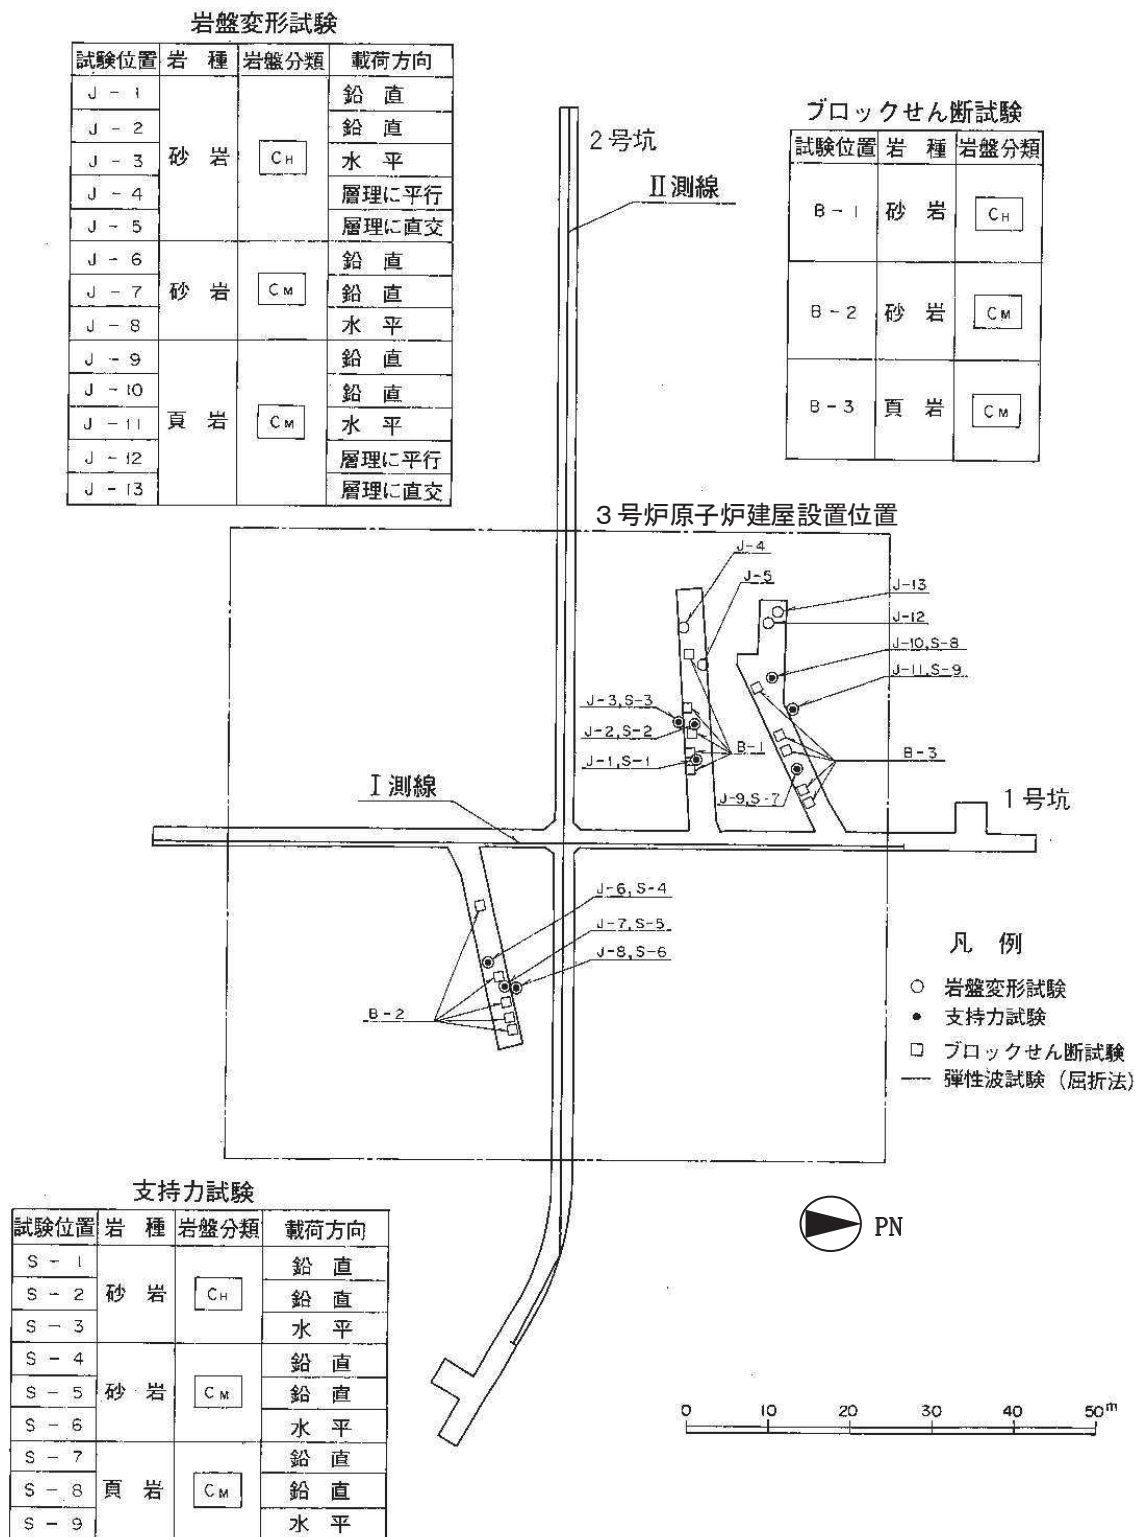 岩盤変形試験
試験位置 岩種 岩盤分類 載荷方向
J-1 砂岩 CH 鉛直
J-2 鉛直
J-3 水平
J-4 層理に平行
J-5 層理に直交
J-6 砂岩 CM 鉛直
J-7 鉛直
J-8 水平
J-9 頁岩 CM 鉛直
J-10 鉛直
J-11 水平
J-12 層理に平行
J-13 層理に直交
ブロックせん断試験
試験位置 岩種 岩盤分類
B-1 砂岩 CH
B-2 砂岩 CM
B-3 頁岩 CM
2号坑
Ⅱ測線
3号炉原子炉建屋設置位置
J-4
J-5
J-13
J-12
J-10,S-8
J-11,S-9
J-3,S-3
J-2,S-2
J-1,S-1
B-1
B-3
J-9,S-7
Ⅰ測線
1号坑
J-6,S-4
J-7,S-5
J-8,S-6
B-2
凡例
岩盤変形試験
支持力試験
ブロックせん断試験
弾性波試験(屈折法)
PN
支持力試験
試験位置 岩種 岩盤分類 載荷方向
S-1 砂岩 CH 鉛直
S-2 鉛直
S-3 水平
S-4 砂岩 CM 鉛直
S-5 鉛直
S-6 水平
S-7 頁岩 CM 鉛直
S-8 鉛直
S-9 水平
0 10 20 30 40 50m